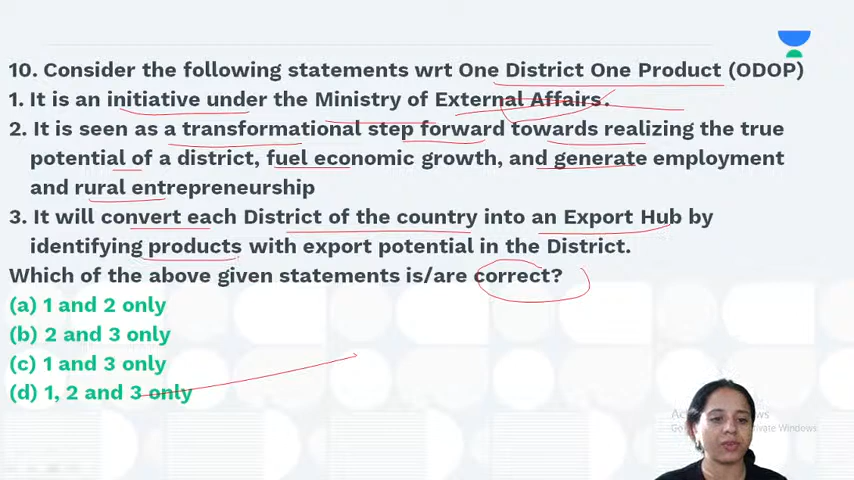 10. Consider the following statements wrt One District One Product (ODOP)
1. It is an initiative under the Ministry of External Affairs.
2. It is seen as a transformational step forward towards realizing the true
potential of a district, fuel economic growth, and generate employment
and rural entrepreneurship
3. It will convert each District of the country into an Export Hub by
identifying products with export potential in the District.
Which of the above given statements is/are correct?
(a) 1 and 2 only
(b) 2 and 3 only
(c) 1 and 3 only
(d) 1, 2 and 3 only